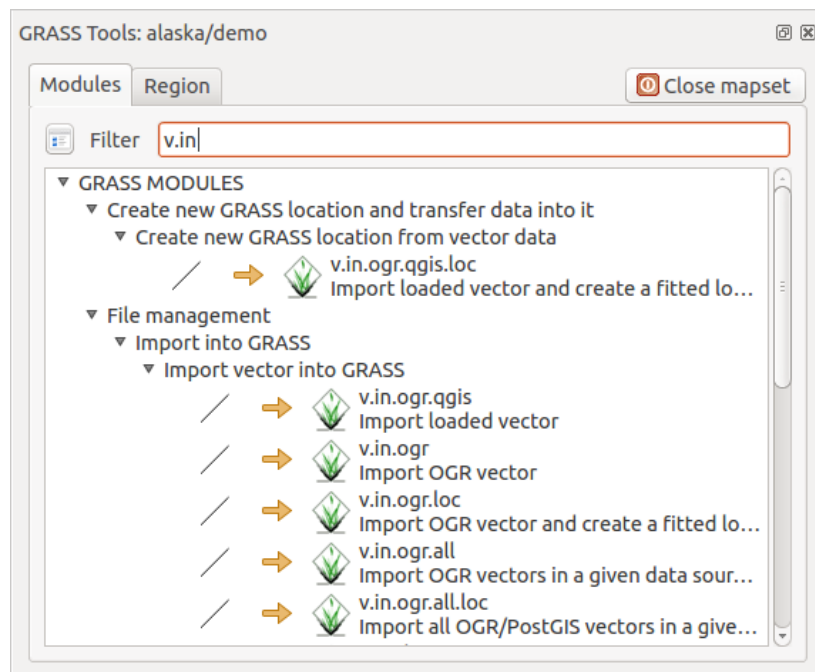 GRASS Tools: alaska/demo
Modules
Region
Close mapset
Filter
v.in
GRASS MODULES
Create new GRASS location and transfer data into it
Create new GRASS location from vector data
v.in.ogr.qgis.loc
Import loaded vector and create a fitted lo...
File management
Import into GRASS
Import vector into GRASS
v.in.ogr.qgis
Import loaded vector
v.in.ogr
Import OGR vector
v.in.ogr.loc
Import OGR vector and create a fitted lo...
v.in.ogr.all
Import OGR vectors in a given data sour...
v.in.ogr.all.loc
Import all OGR/PostGIS vectors in a give...